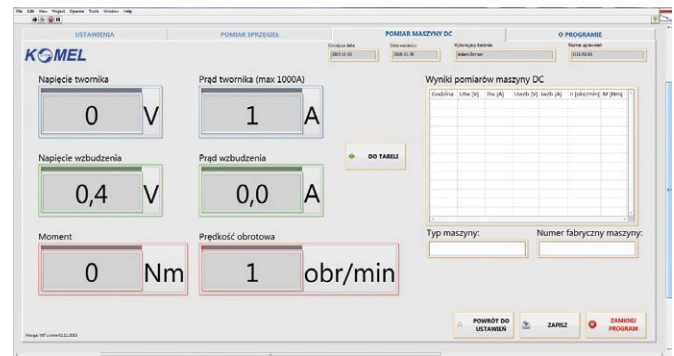 File Edit View Project Operate Tools Window Help
USTAWIENIA
POMIAR SPRZĘGIEŁ
POMIAR MASZYNY DC
O PROGRAMIE
KOMEL
Napięcie twornika
0 V
Prąd twornika (max 1000A)
1 A
Napięcie wzbudzenia
0,4 V
Prąd wzbudzenia
0,0 A
Moment
0 Nm
Prędkość obrotowa
1 obr/min
DO TABELI
Wyniki pomiarów maszyny DC
Godzina Utw [V] Itw [A] Uwzb [V] Iwzb [A] n [obr/min] M [Nm]
Typ maszyny:
Numer fabryczny maszyny:
POWRÓT DO
USTAWIEŃ
ZAPISZ
ZAMKNIJ
PROGRAM